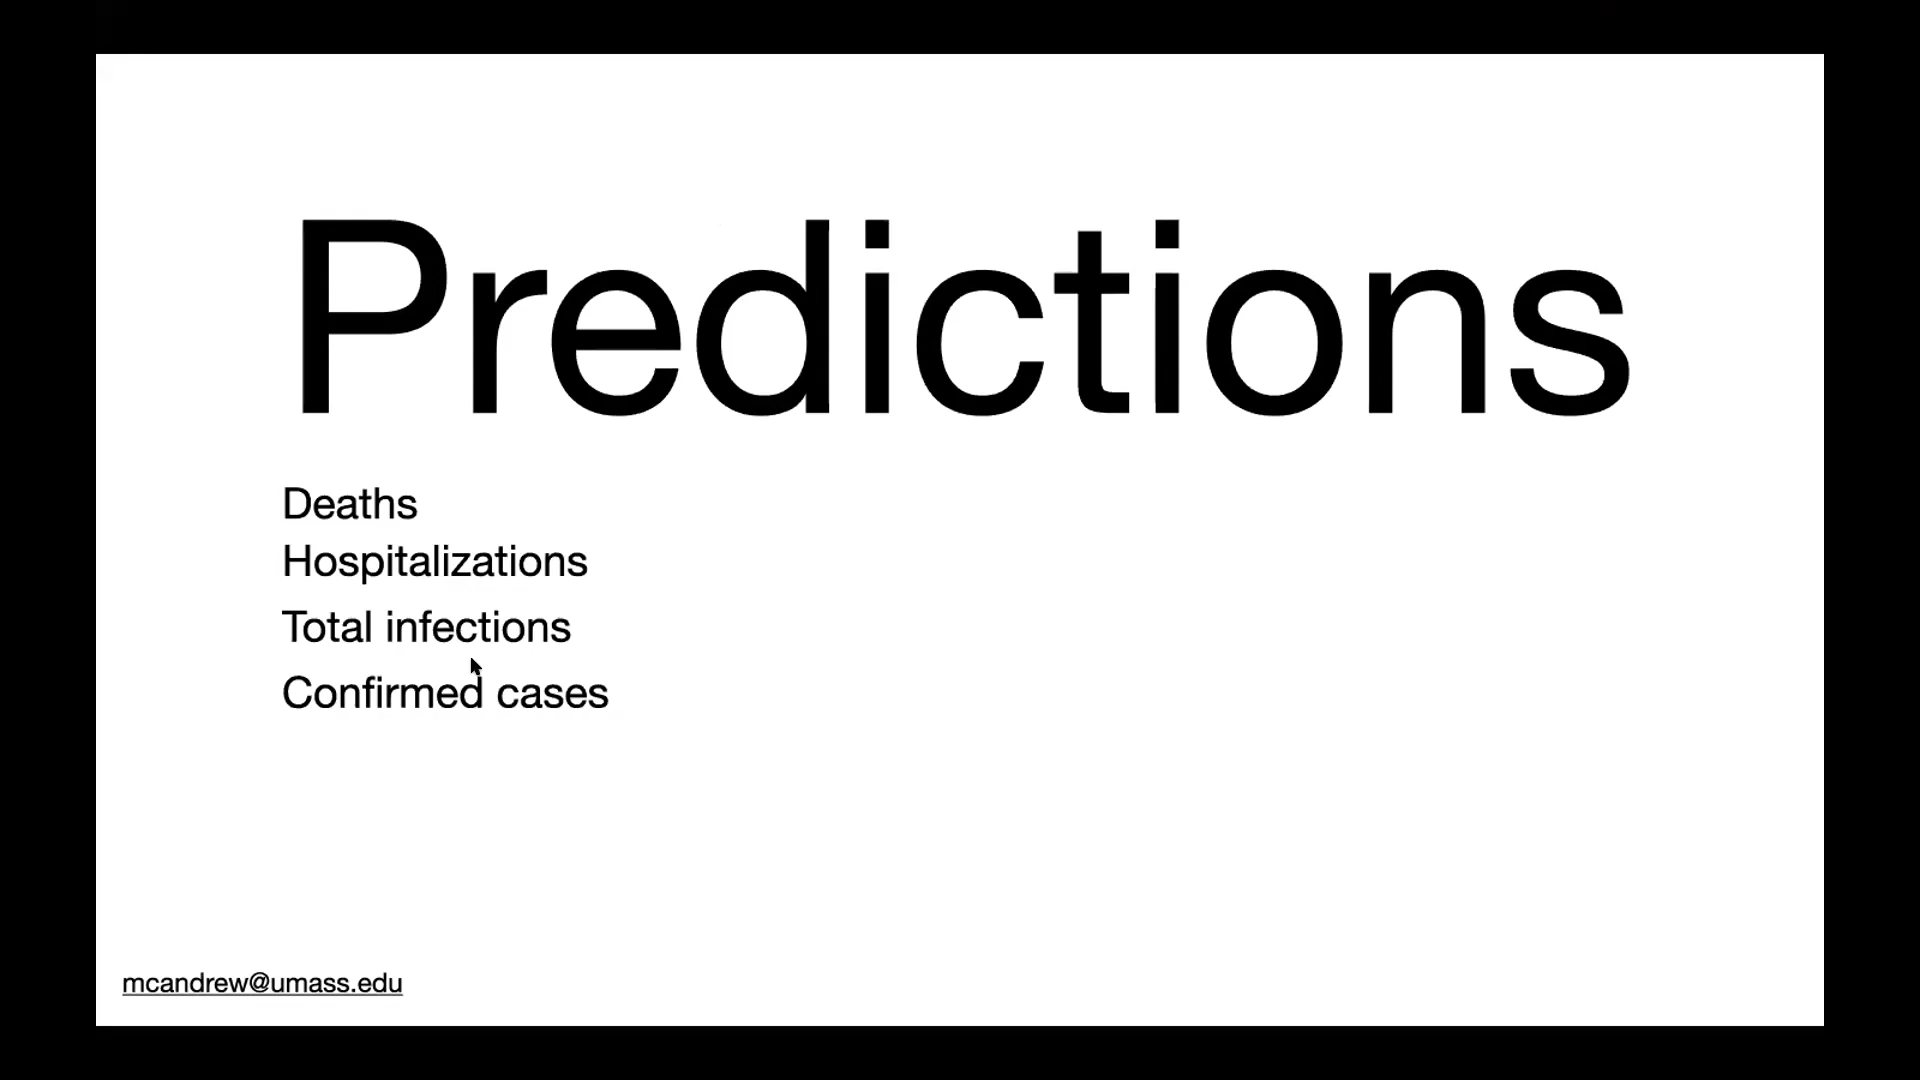 Predictions
Deaths
Hospitalizations
Total infections
Confirmed cases
mcandrew@umass.edu